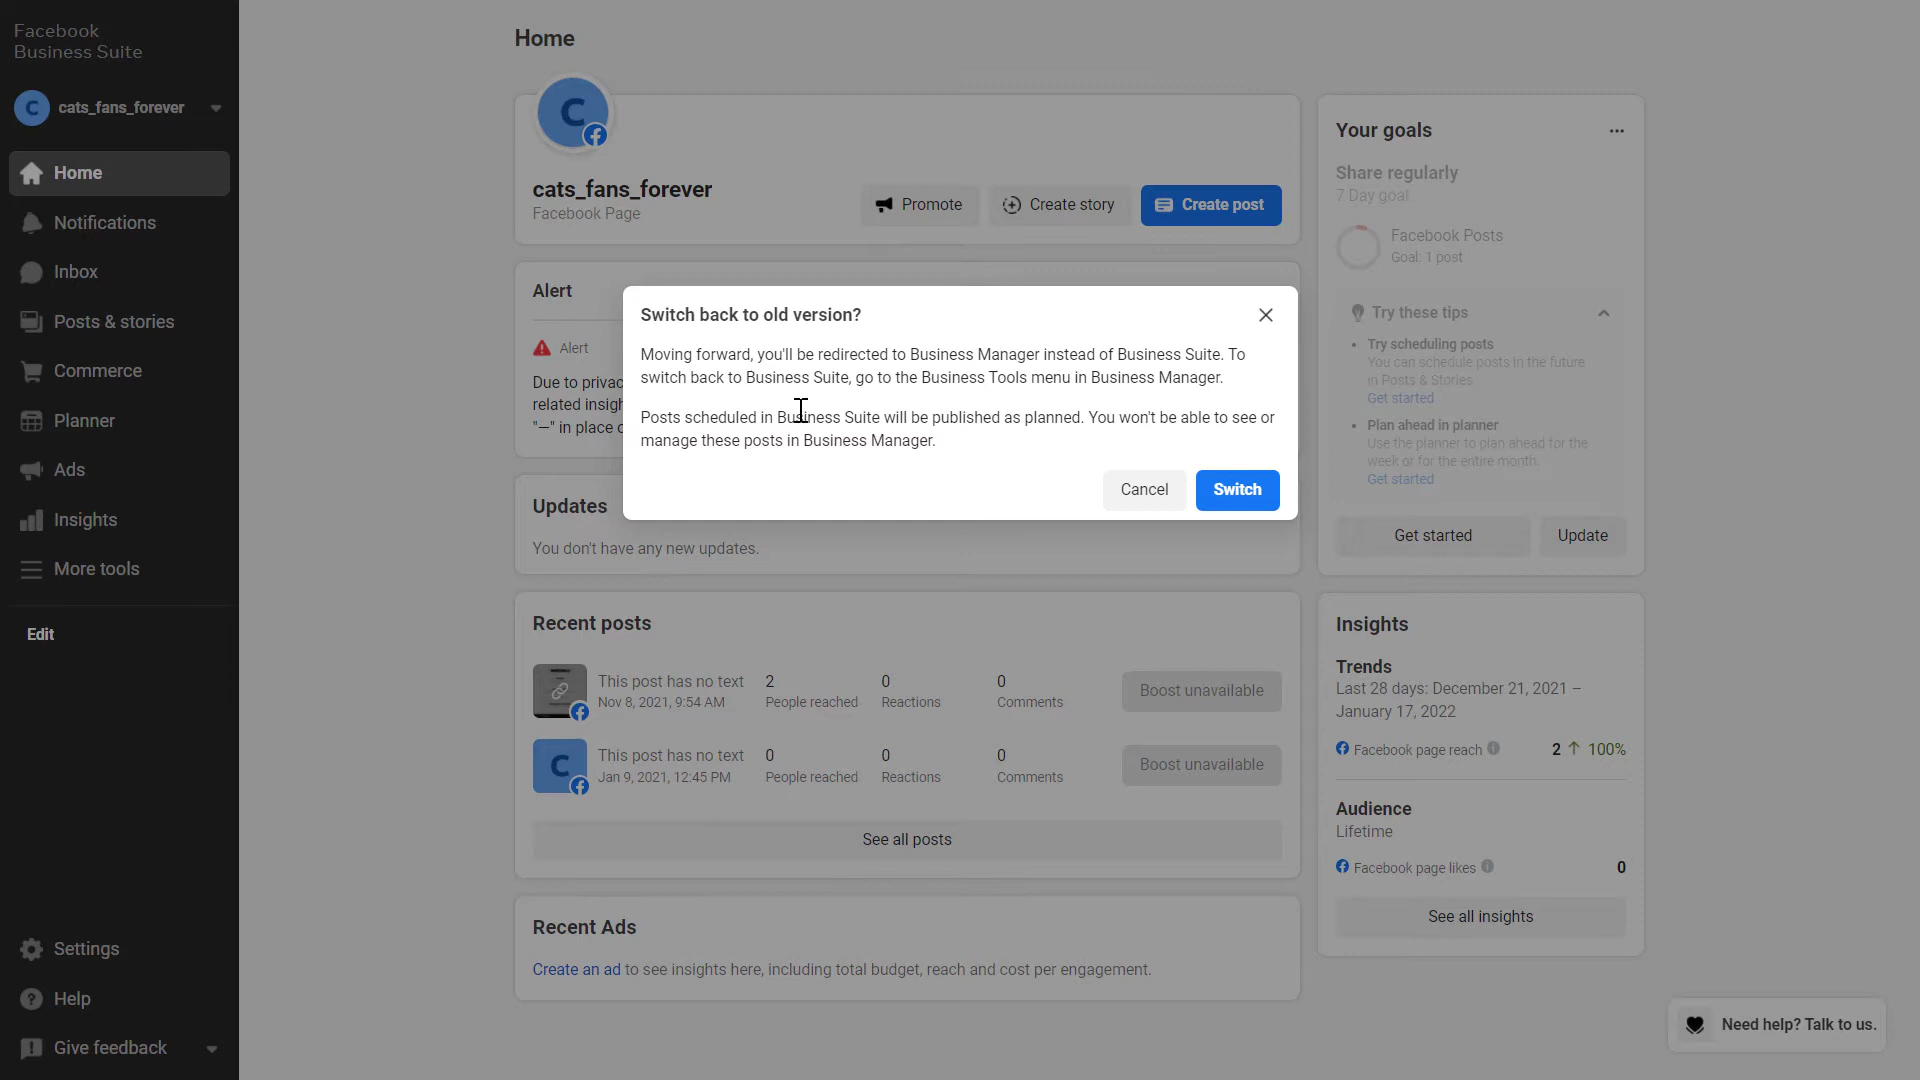 Facebook
Business Suite
C
cats_fans_forever
Home
Notifications
Inbox
Posts & stories
Commerce
Planner
Ads
Insights
More tools
Edit
Settings
Help
Give feedback
Home
C
cats_fans_forever
Facebook Page
Promote
Create story
Create post
Alert
Alert
Due to privac
related insigh
"—" in place o
Switch back to old version?
Moving forward, you'll be redirected to Business Manager instead of Business Suite. To
switch back to Business Suite, go to the Business Tools menu in Business Manager.
Posts scheduled in Business Suite will be published as planned. You won't be able to see or
manage these posts in Business Manager.
Cancel
Switch
Updates
You don't have any new updates.
Recent posts
This post has no text
Nov 8, 2021, 9:54 AM
2
People reached
0
Reactions
0
Comments
Boost unavailable
C
This post has no text
Jan 9, 2021, 12:45 PM
0
People reached
0
Reactions
0
Comments
Boost unavailable
See all posts
Recent Ads
Create an ad to see insights here, including total budget, reach and cost per engagement.
Your goals
Share regularly
7 Day goal
Facebook Posts
Goal: 1 post
Try these tips
• Try scheduling posts
You can schedule posts in the future
in Posts & Stories
Get started
• Plan ahead in planner
Use the planner to plan ahead for the
week or for the entire month.
Get started
Get started
Update
Insights
Trends
Last 28 days: December 21, 2021 –
January 17, 2022
Facebook page reach
2 ↑ 100%
Audience
Lifetime
Facebook page likes
0
See all insights
Need help? Talk to us.